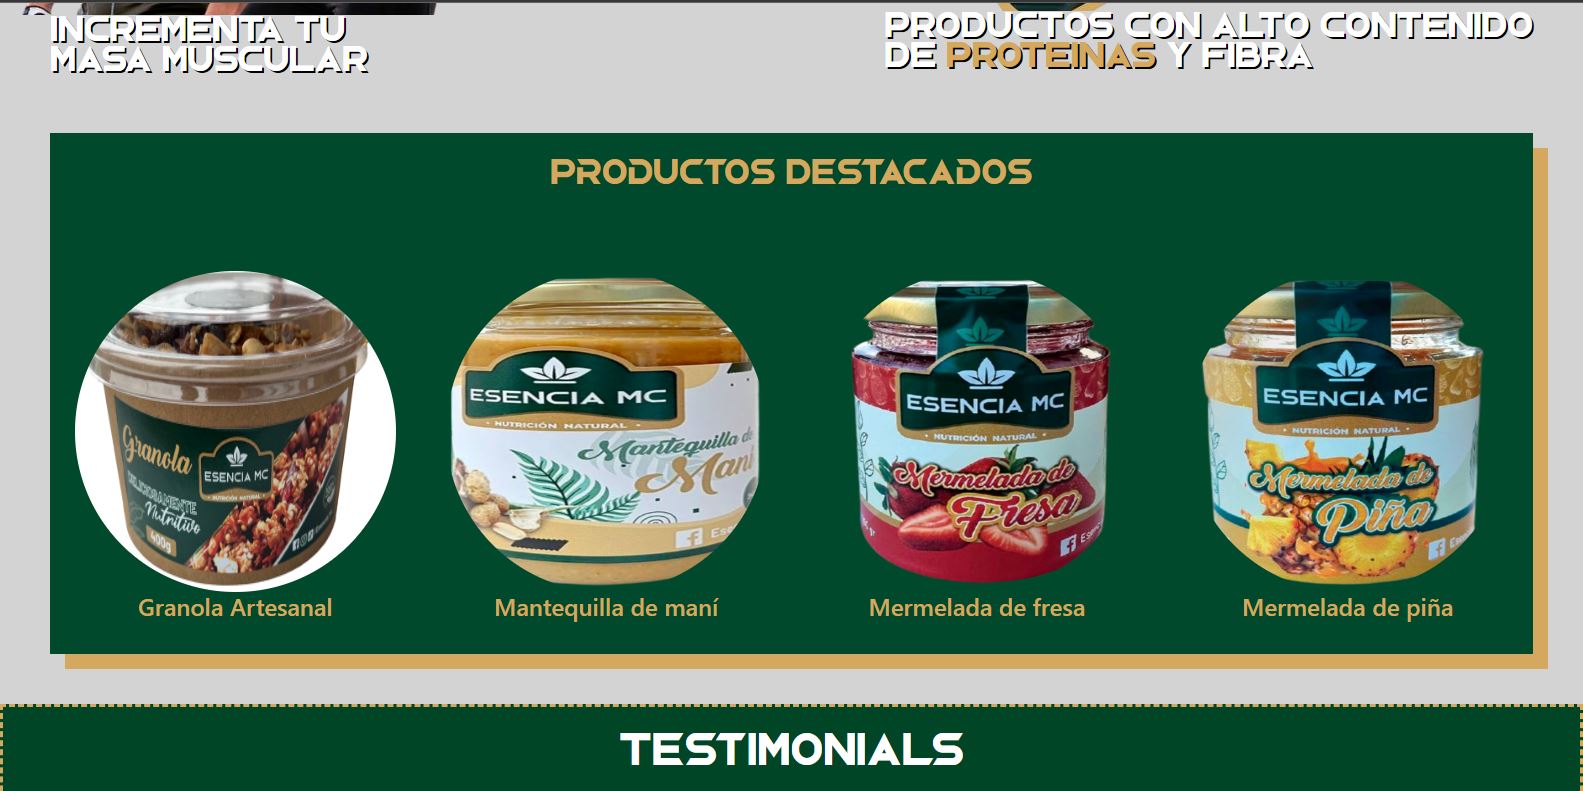 INCREMENTA TU
MASA MUSCULAR
PRODUCTOS CON ALTO CONTENIDO
DE PROTEINAS Y FIBRA
PRODUCTOS DESTACADOS
Granola
DELICIOSAMENTE
Nutritivo
400g
ESENCIA MC
NUTRICIÓN NATURAL
Granola Artesanal
ESENCIA MC
• NUTRICIÓN NATURAL •
Mantequilla de
Maní
Mantequilla de maní
ESENCIA MC
• NUTRICIÓN NATURAL •
Mermelada de
Fresa
Mermelada de fresa
ESENCIA MC
• NUTRICIÓN NATURAL •
Mermelada de
Piña
Mermelada de piña
TESTIMONIALS